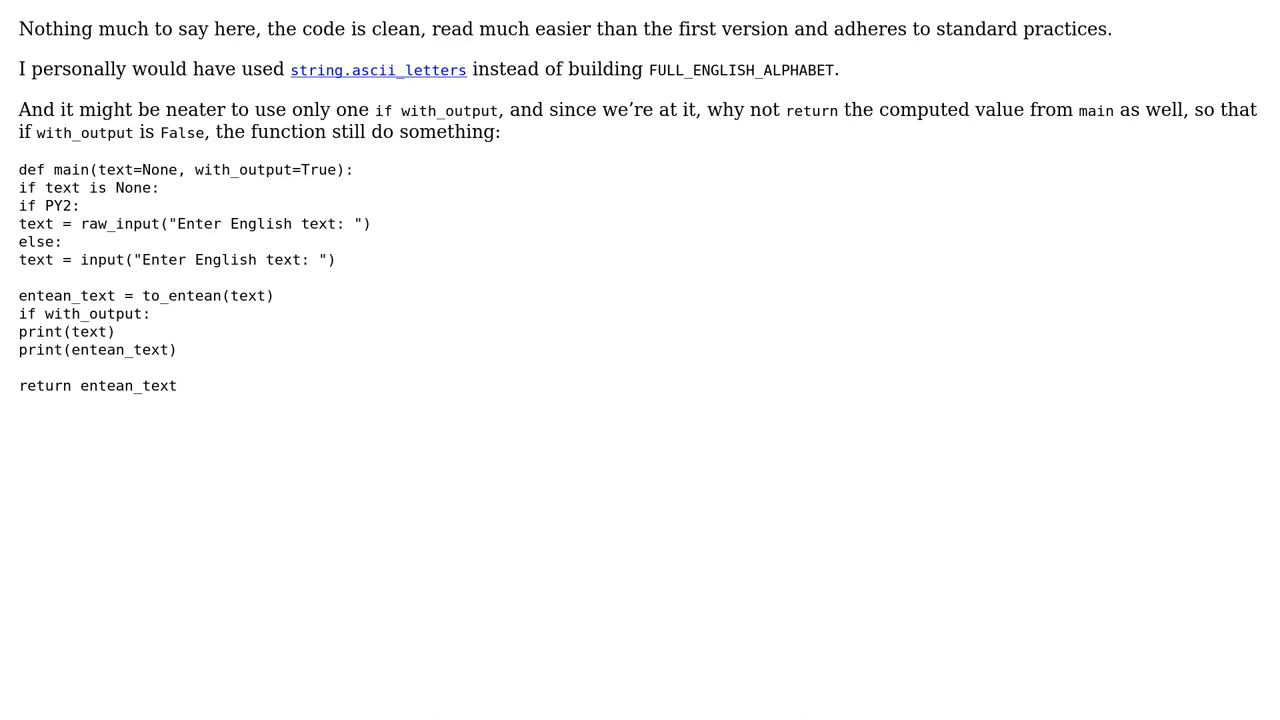 Nothing much to say here, the code is clean, read much easier than the first version and adheres to standard practices.
I personally would have used string.ascii_letters instead of building FULL_ENGLISH_ALPHABET.
And it might be neater to use only one if with_output, and since we’re at it, why not return the computed value from main as well, so that
if with_output is False, the function still do something:
def main(text=None, with_output=True):
if text is None:
if PY2:
text = raw_input("Enter English text: ")
else:
text = input("Enter English text: ")
entean_text = to_entean(text)
if with_output:
print(text)
print(entean_text)
return entean_text